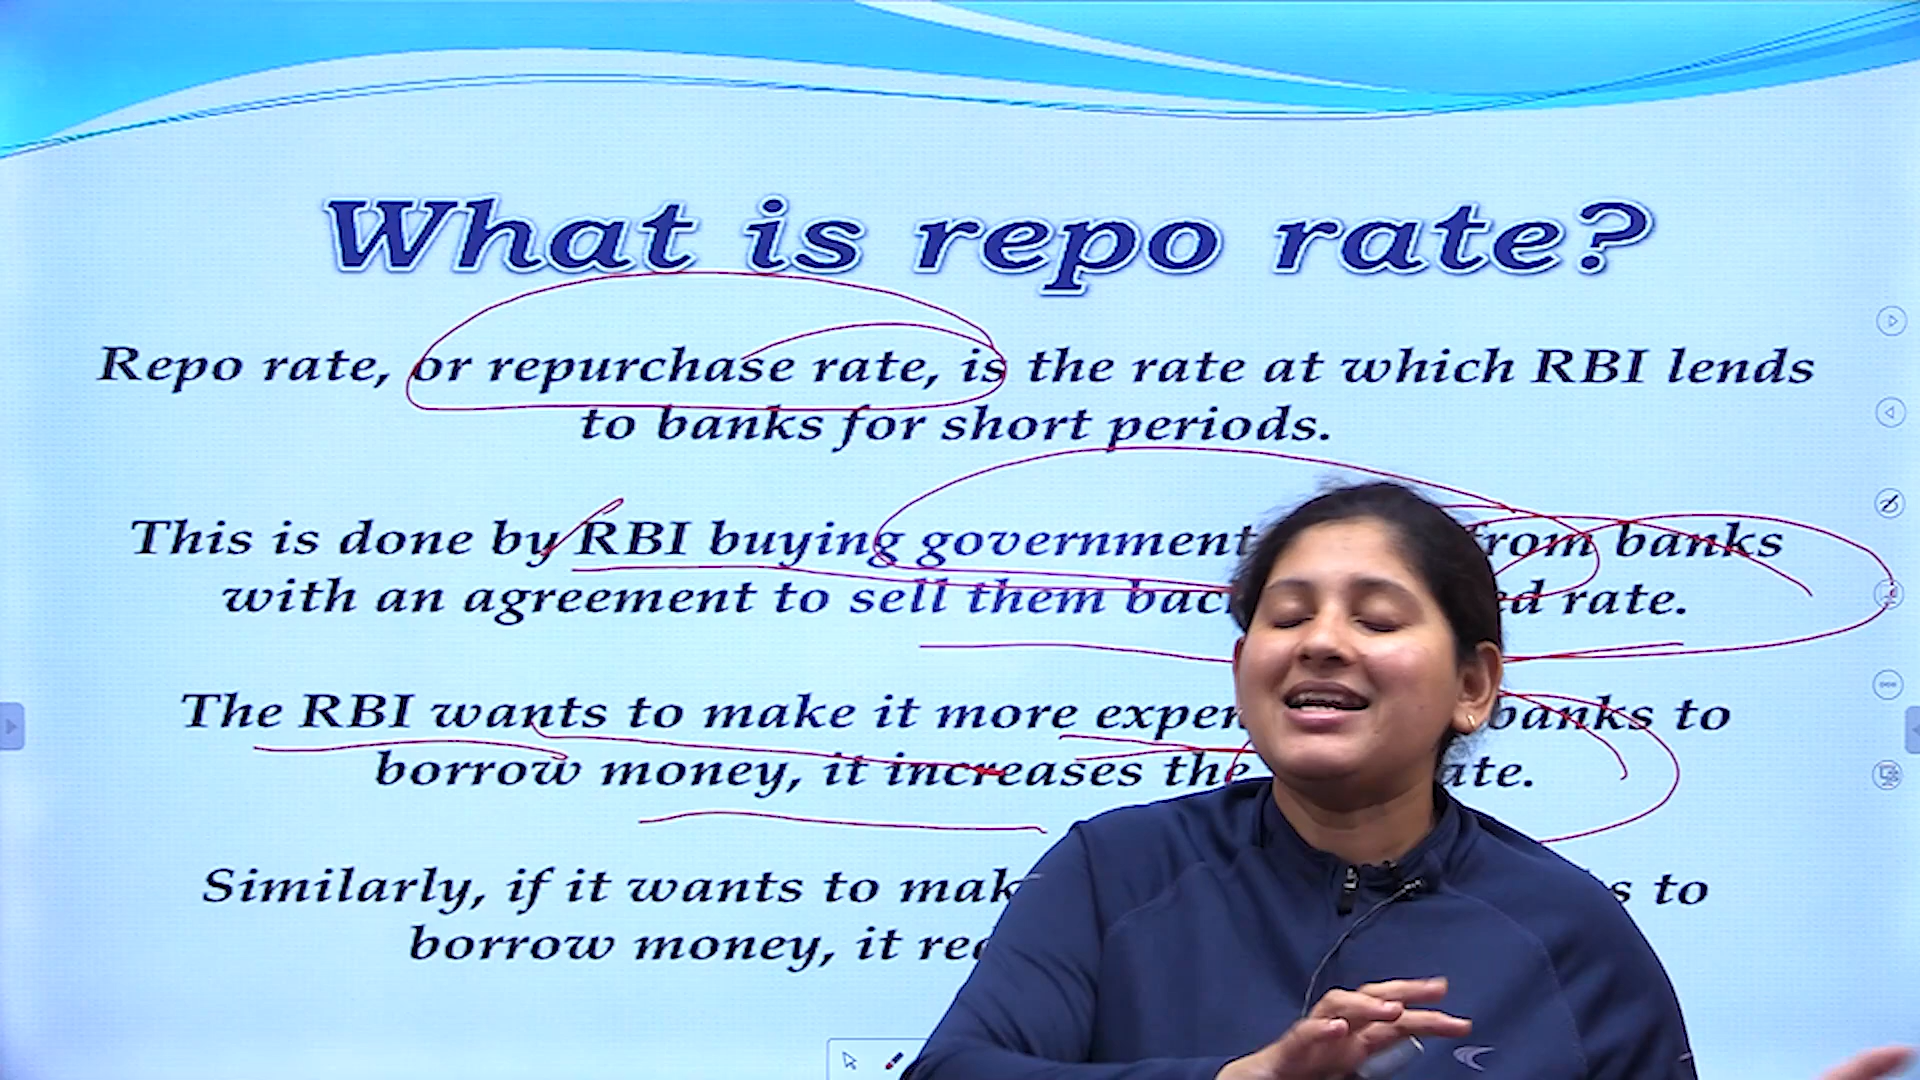 What is repo rate?
Repo rate, or repurchase rate, is the rate at which RBI lends
to banks for short periods.
This is done by RBI buying government from banks
with an agreement to sell them back rate.
The RBI wants to make it more banks to
borrow money, it increases the
Similarly, if it wants to to
borrow money, it